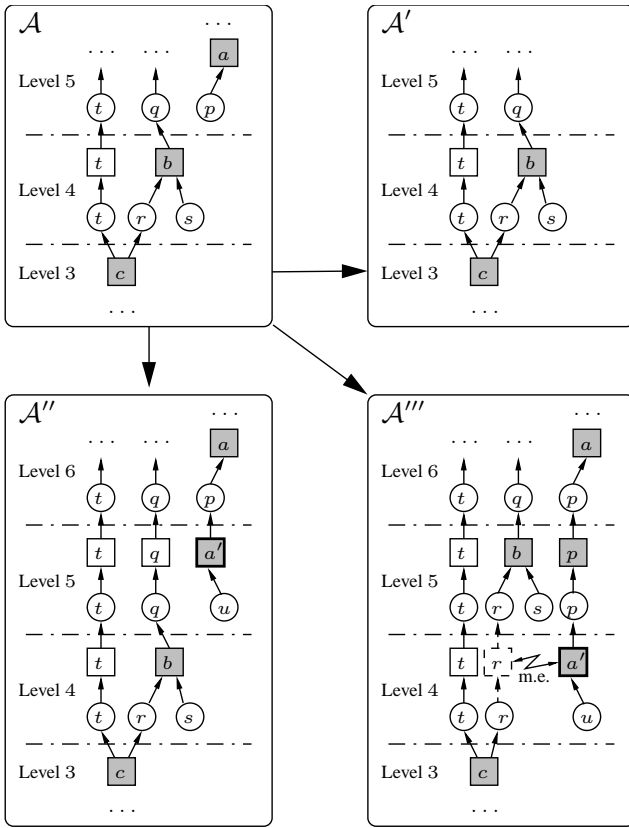 𝒜
· · ·
· · · · · · a
Level 5
t q p
t b
Level 4
t r s
Level 3 c
· · ·
𝒜′
· · · · · ·
Level 5
t q
t b
Level 4
t r s
Level 3 c
· · ·
𝒜′′
· · ·
· · · · · · a
Level 6
t q p
t q a′
Level 5
t q u
t b
Level 4
t r s
Level 3 c
· · ·
𝒜′′′
· · ·
· · · · · · a
Level 6
t q p
t b p
Level 5
t r s p
t r a′
m.e.
Level 4
t r u
Level 3 c
· · ·